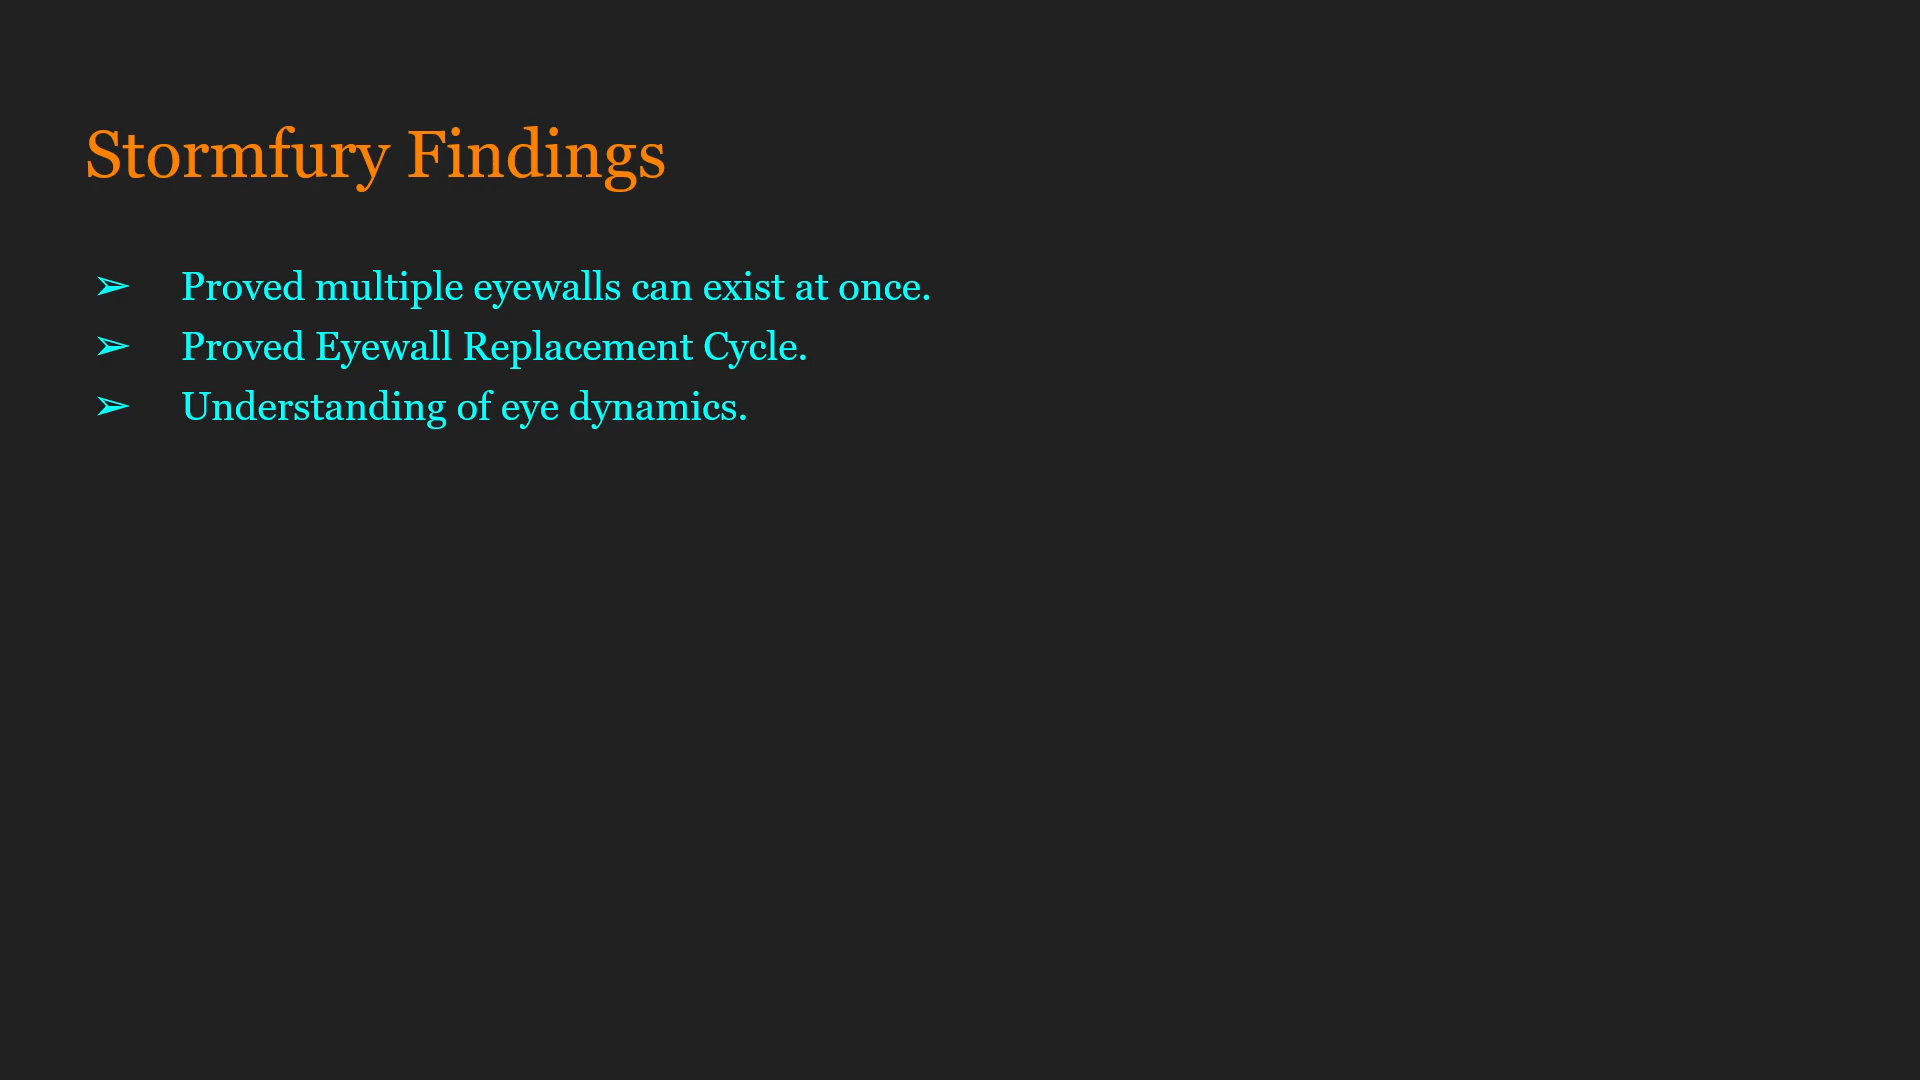 Stormfury Findings
➢ Proved multiple eyewalls can exist at once.
➢ Proved Eyewall Replacement Cycle.
➢ Understanding of eye dynamics.